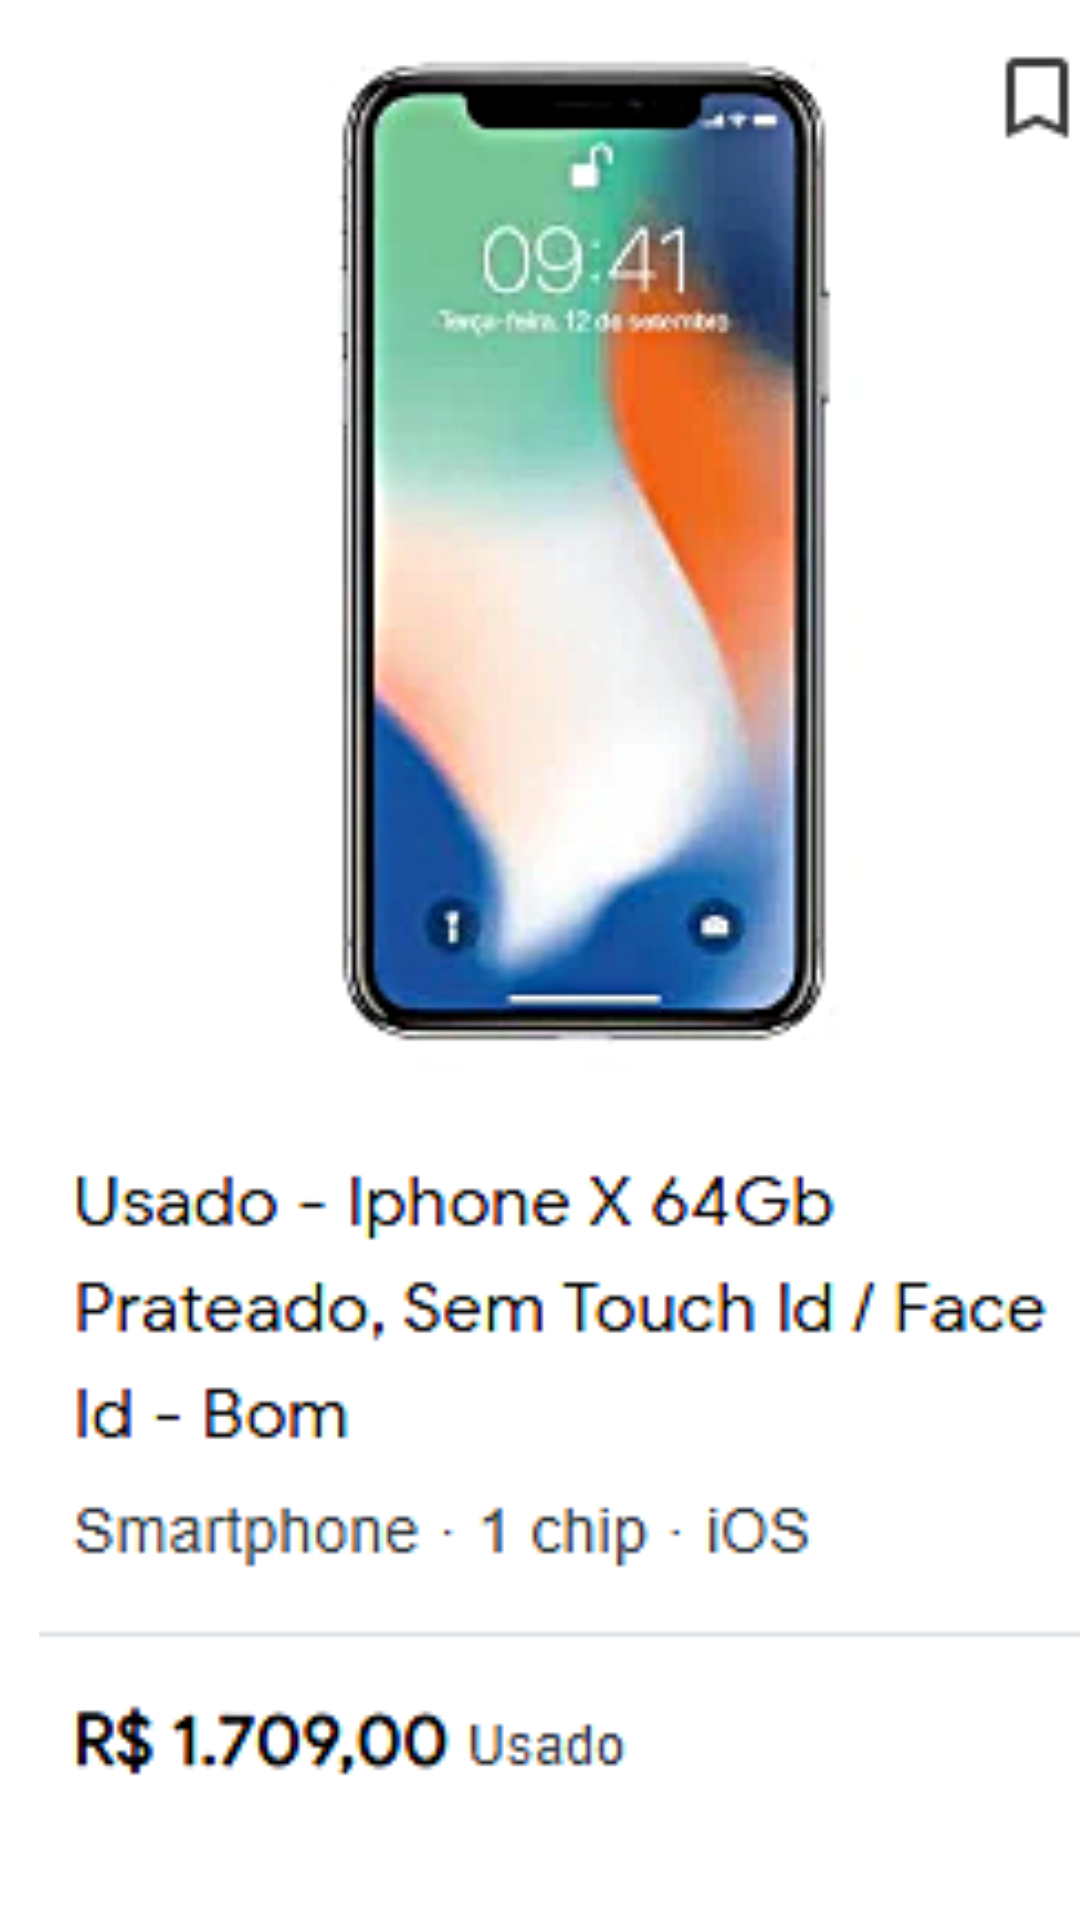 09:41
Terça-feira, 12 de setembro
Usado - Iphone X 64Gb
Prateado, Sem Touch Id / Face
Id - Bom
Smartphone · 1 chip · iOS
R$ 1.709,00 Usado